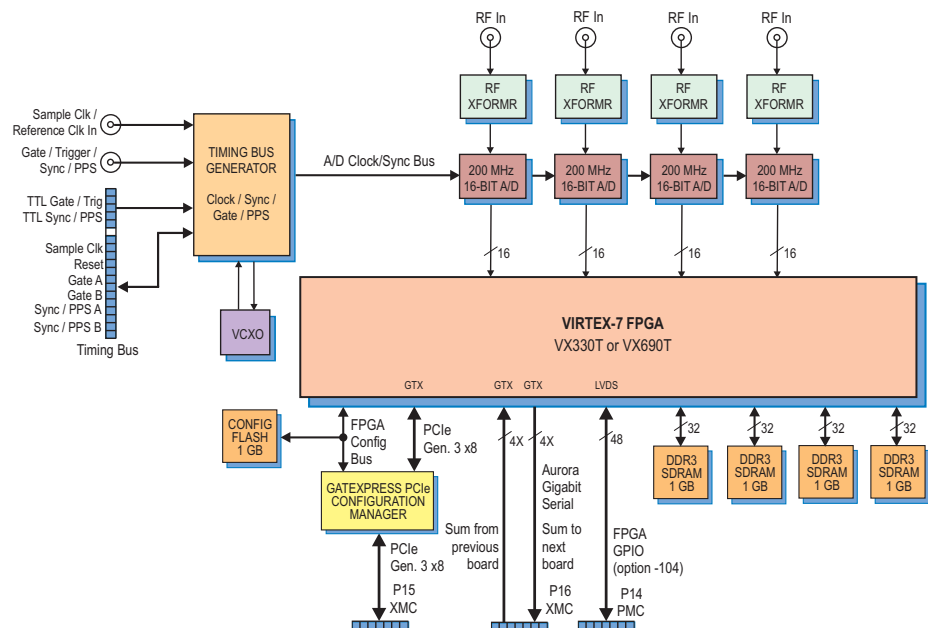 RF In
RF In
RF In
RF In
RF
XFORMR
RF
XFORMR
RF
XFORMR
RF
XFORMR
Sample Clk /
Reference Clk In
Gate / Trigger /
Sync / PPS
TTL Gate / Trig
TTL Sync / PPS
Sample Clk
Reset
Gate A
Gate B
Sync / PPS A
Sync / PPS B
Timing Bus
TIMING BUS
GENERATOR
Clock / Sync /
Gate / PPS
VCXO
A/D Clock/Sync Bus
200 MHz
16-BIT A/D
200 MHz
16-BIT A/D
200 MHz
16-BIT A/D
200 MHz
16-BIT A/D
16
16
16
16
VIRTEX-7 FPGA
VX330T or VX690T
GTX
GTX
GTX
LVDS
CONFIG
FLASH
1 GB
FPGA
Config
Bus
PCIe
Gen. 3 x8
4X
4X
48
32
32
32
32
Aurora
Gigabit
Serial
DDR3
SDRAM
1 GB
DDR3
SDRAM
1 GB
DDR3
SDRAM
1 GB
DDR3
SDRAM
1 GB
GATEXPRESS PCIe
CONFIGURATION
MANAGER
Sum from
previous
board
Sum to
next
board
FPGA
GPIO
(option -104)
PCIe
Gen. 3 x8
P15
XMC
P16
XMC
P14
PMC